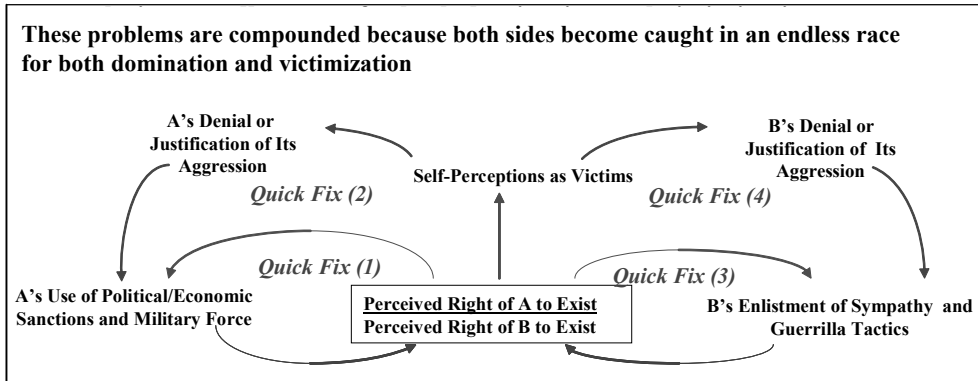 These problems are compounded because both sides become caught in an endless race
for both domination and victimization
A's Denial or
Justification of Its
Aggression
B's Denial or
Justification of Its
Aggression
Self-Perceptions as Victims
Quick Fix (2)
Quick Fix (4)
Quick Fix (1)
Quick Fix (3)
A's Use of Political/Economic
Sanctions and Military Force
Perceived Right of A to Exist
Perceived Right of B to Exist
B's Enlistment of Sympathy and
Guerrilla Tactics